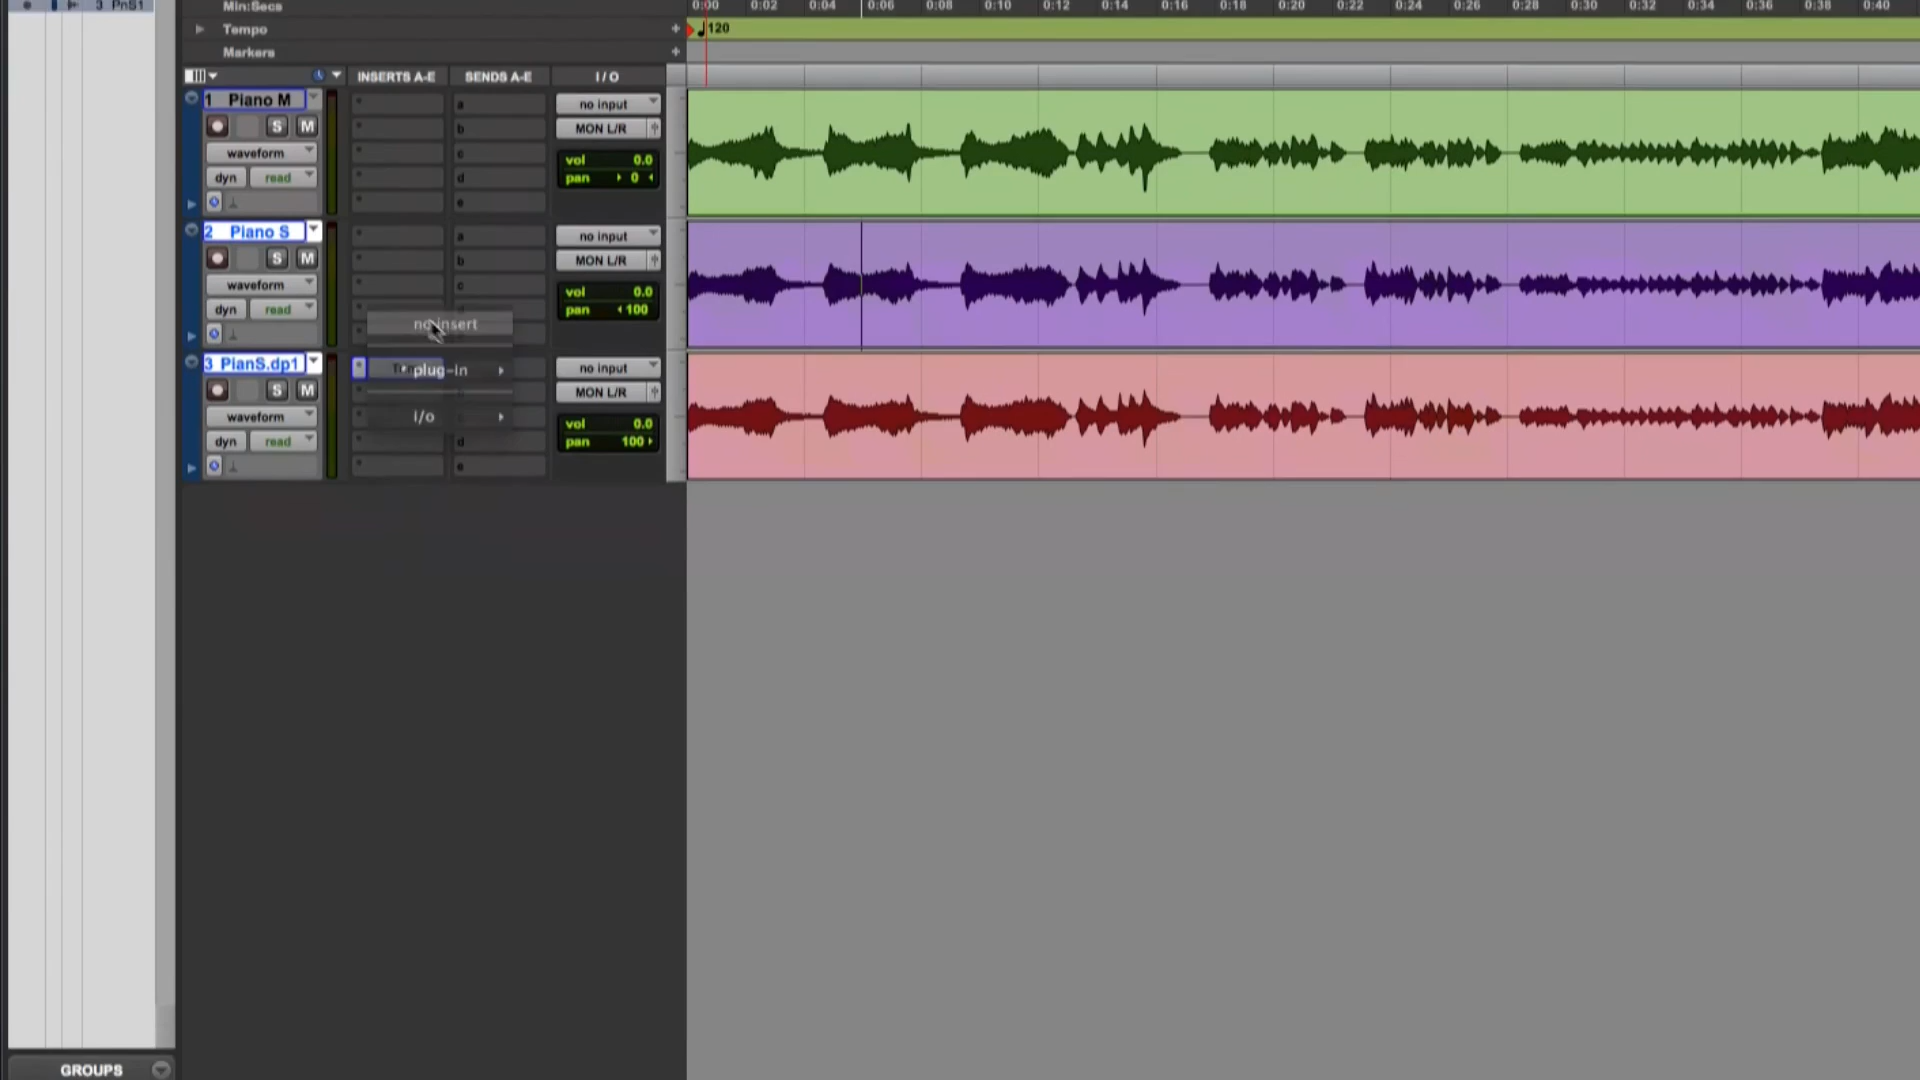 3 PnS1
Min:Secs 0:00 0:02 0:04 0:06 0:08 0:10 0:12 0:14 0:16 0:18 0:20 0:22 0:24 0:26 0:28 0:30 0:32 0:34 0:36 0:38 0:40
Tempo + 120
Markers +
INSERTS A-E SENDS A-E I/O
1 Piano M a no input
S M b MON L/R
waveform c vol 0.0
dyn read d pan 0
e
2 Piano S a no input
S M b MON L/R
waveform c vol 0.0
dyn read pan 100
no insert
3 PianS.dp1 plug-in no input
S M MON L/R
waveform i/o vol 0.0
dyn read d pan 100
e
GROUPS